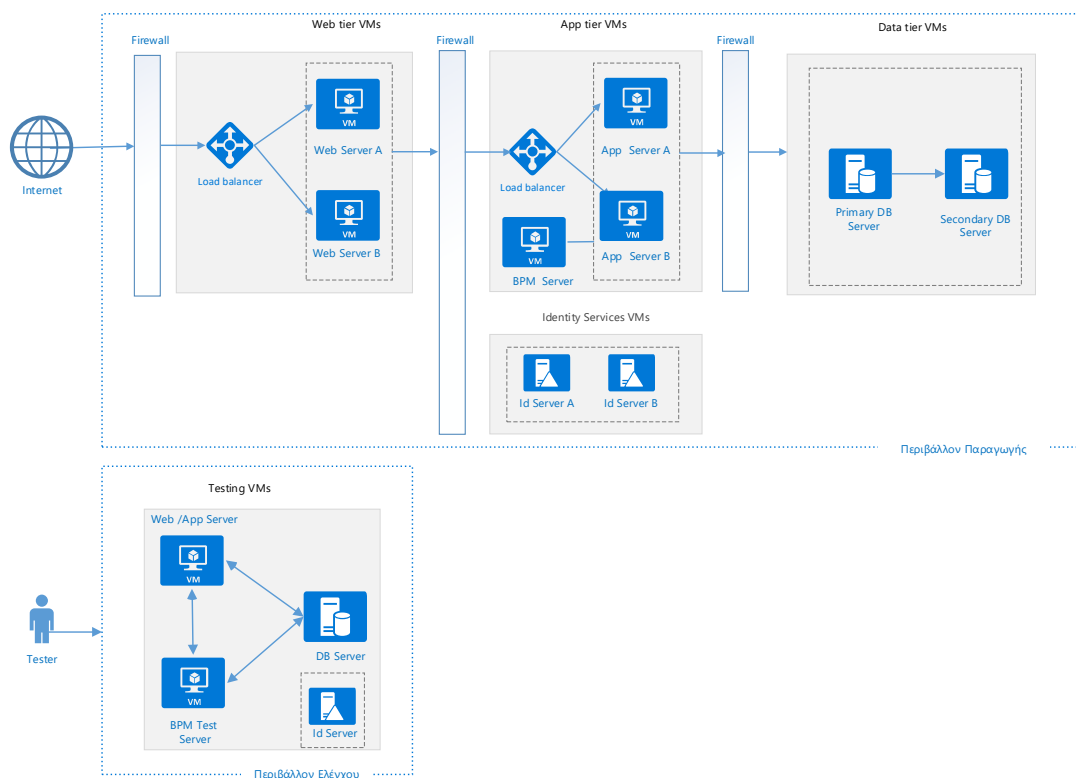 Web tier VMs
App tier VMs
Data tier VMs
Firewall
Firewall
Firewall
VM
Web Server A
VM
App Server A
Internet
Load balancer
Load balancer
VM
Web Server B
VM
App Server B
VM
BPM Server
Primary DB
Server
Secondary DB
Server
Identity Services VMs
Id Server A
Id Server B
Περιβάλλον Παραγωγής
Testing VMs
Web /App Server
VM
DB Server
Tester
VM
BPM Test
Server
Id Server
Περιβάλλον Ελέγχου